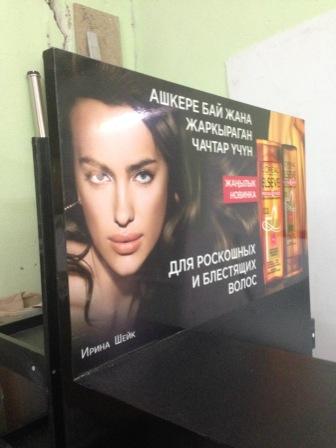 АШКЕРЕ БАЙ ЖАНА
ЖАРКЫРАГАН
ЧАЧТАР ҮЧҮН
ЖАҢЫЛЫК
НОВИНКА
ДЛЯ РОСКОШНЫХ
И БЛЕСТЯЩИХ
ВОЛОС
ИРИНА ШЕЙК